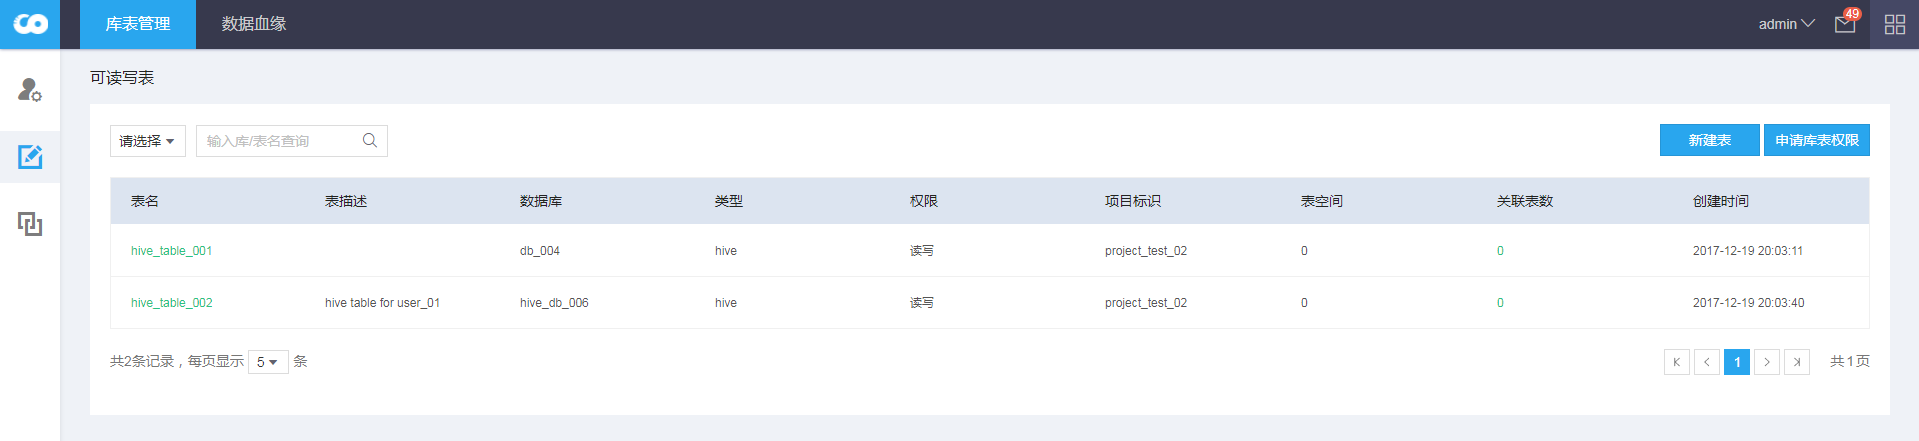 库表管理 数据血缘 admin 49
可读写表
请选择 输入库/表名查询 新建表 申请库表权限
表名 表描述 数据库 类型 权限 项目标识 表空间 关联表数 创建时间
hive_table_001 db_004 hive 读写 project_test_02 0 0 2017-12-19 20:03:11
hive_table_002 hive table for user_01 hive_db_006 hive 读写 project_test_02 0 0 2017-12-19 20:03:40
共2条记录，每页显示 5 条 1 共1页